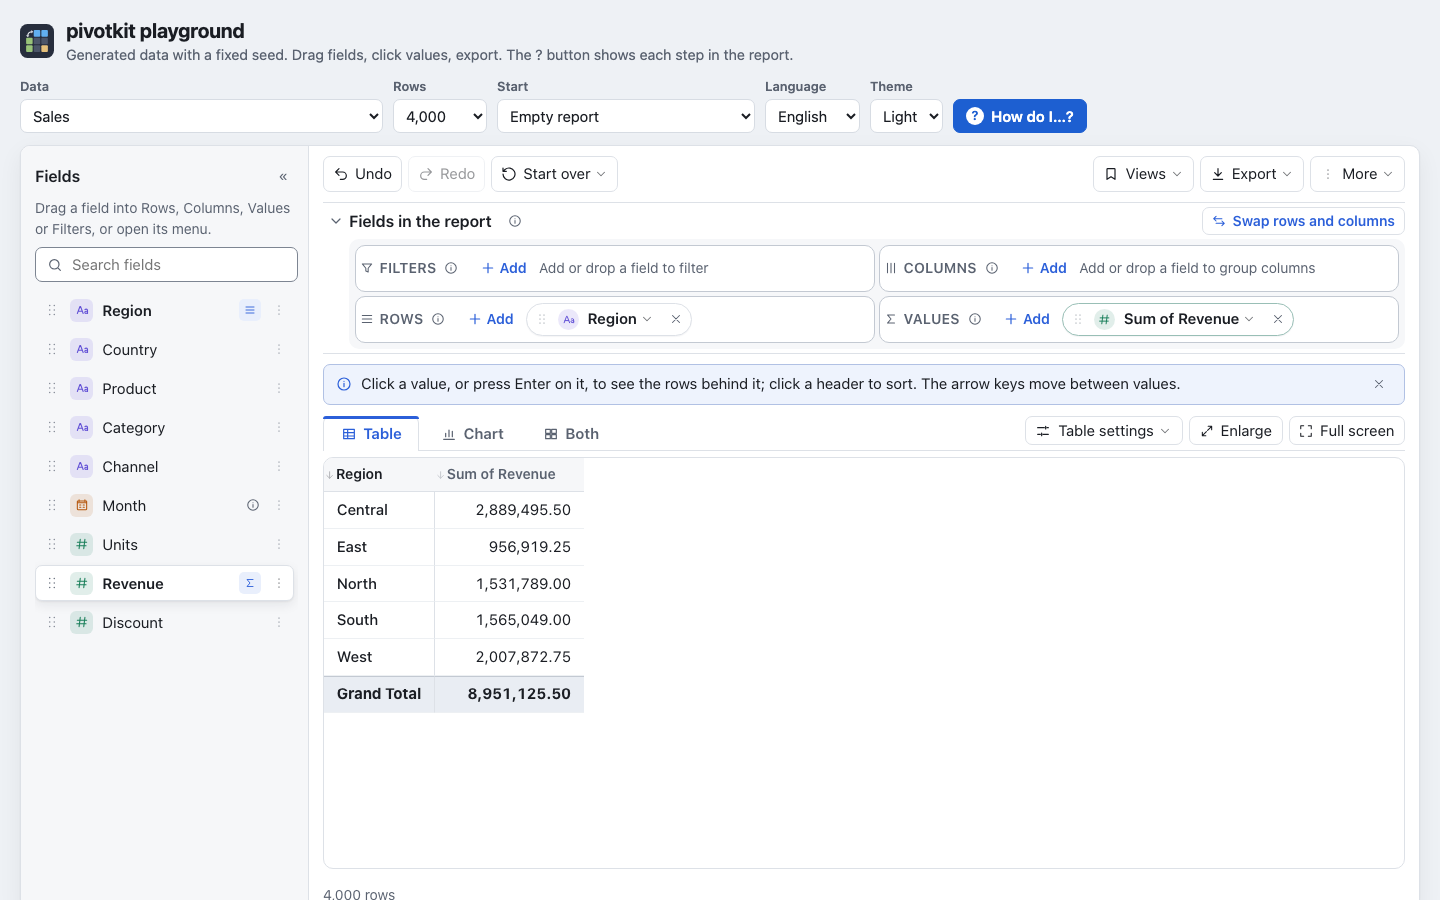 pivotkit playground
Generated data with a fixed seed. Drag fields, click values, export. The ? button shows each step in the report.
Data
Rows
Start
Language
Theme
Sales
4,000
Empty report
English
Light
? How do I...?
Fields
«
Drag a field into Rows, Columns, Values
or Filters, or open its menu.
Search fields
Aa Region
Aa Country
Aa Product
Aa Category
Aa Channel
Month
# Units
# Revenue Σ
# Discount
Undo
Redo
Start over
Views
Export
More
Fields in the report
Swap rows and columns
FILTERS + Add Add or drop a field to filter
COLUMNS + Add Add or drop a field to group columns
ROWS + Add Aa Region ×
Σ VALUES + Add # Sum of Revenue ×
Click a value, or press Enter on it, to see the rows behind it; click a header to sort. The arrow keys move between values. ×
Table
Chart
Both
Table settings
Enlarge
Full screen
↓ Region ↓ Sum of Revenue
Central 2,889,495.50
East 956,919.25
North 1,531,789.00
South 1,565,049.00
West 2,007,872.75
Grand Total 8,951,125.50
4,000 rows